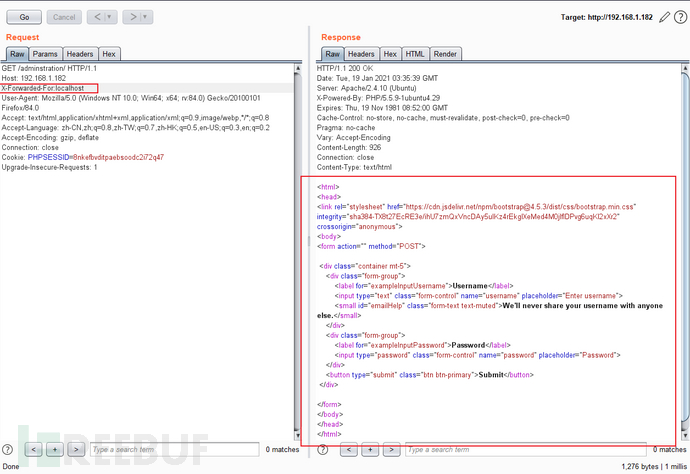 Go Cancel < > Target: http://192.168.1.182 ?
Request
Raw Params Headers Hex
GET /adminstration/ HTTP/1.1
Host: 192.168.1.182
X-Forwarded-For:localhost
User-Agent: Mozilla/5.0 (Windows NT 10.0; Win64; x64; rv:84.0) Gecko/20100101
Firefox/84.0
Accept: text/html,application/xhtml+xml,application/xml;q=0.9,image/webp,*/*;q=0.8
Accept-Language: zh-CN,zh;q=0.8,zh-TW;q=0.7,zh-HK;q=0.5,en-US;q=0.3,en;q=0.2
Accept-Encoding: gzip, deflate
Connection: close
Cookie: PHPSESSID=8nkefbvditpaebsoodc2i72q47
Upgrade-Insecure-Requests: 1
? < + > Type a search term 0 matches
Response
Raw Headers Hex HTML Render
HTTP/1.1 200 OK
Date: Tue, 19 Jan 2021 03:35:39 GMT
Server: Apache/2.4.10 (Ubuntu)
X-Powered-By: PHP/5.5.9-1ubuntu4.29
Expires: Thu, 19 Nov 1981 08:52:00 GMT
Cache-Control: no-store, no-cache, must-revalidate, post-check=0, pre-check=0
Pragma: no-cache
Vary: Accept-Encoding
Content-Length: 926
Connection: close
Content-Type: text/html
<html>
<head>
<link rel="stylesheet" href="https://cdn.jsdelivr.net/npm/bootstrap@4.5.3/dist/css/bootstrap.min.css"
crossorigin="anonymous">
<body>
<form action="" method="POST">
<div class="container mt-5">
<div class="form-group">
<label for="exampleInputUsername">Username</label>
<input type="text" class="form-control" name="username" placeholder="Enter username">
<small id="emailHelp" class="form-text text-muted">We'll never share your username with anyone
else.</small>
</div>
<div class="form-group">
<label for="exampleInputPassword">Password</label>
<input type="password" class="form-control" name="password" placeholder="Password">
</div>
<button type="submit" class="btn btn-primary">Submit</button>
</div>
</form>
</body>
</head>
</html>
? < + > Type a search term 0 matches
FREEBUF
Done 1,276 bytes | 1 millis